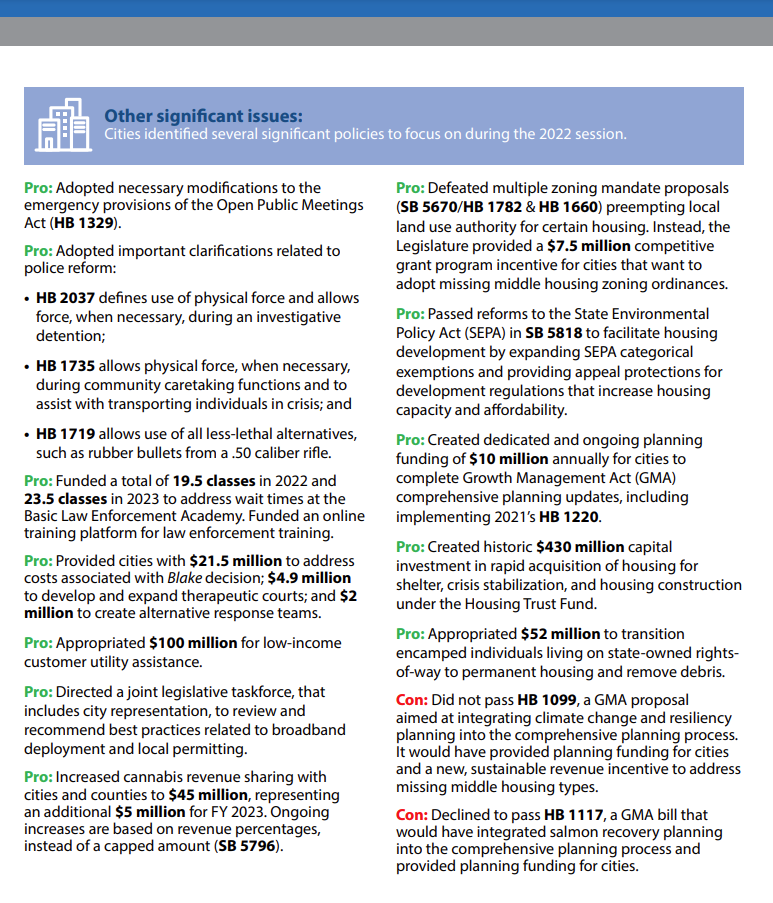 Other significant issues:
Cities identified several significant policies to focus on during the 2022 session.
Pro: Adopted necessary modifications to the
emergency provisions of the Open Public Meetings
Act (HB 1329).
Pro: Adopted important clarifications related to
police reform:
• HB 2037 defines use of physical force and allows
force, when necessary, during an investigative
detention;
• HB 1735 allows physical force, when necessary,
during community caretaking functions and to
assist with transporting individuals in crisis; and
• HB 1719 allows use of all less-lethal alternatives,
such as rubber bullets from a .50 caliber rifle.
Pro: Funded a total of 19.5 classes in 2022 and
23.5 classes in 2023 to address wait times at the
Basic Law Enforcement Academy. Funded an online
training platform for law enforcement training.
Pro: Provided cities with $21.5 million to address
costs associated with Blake decision; $4.9 million
to develop and expand therapeutic courts; and $2
million to create alternative response teams.
Pro: Appropriated $100 million for low-income
customer utility assistance.
Pro: Directed a joint legislative taskforce, that
includes city representation, to review and
recommend best practices related to broadband
deployment and local permitting.
Pro: Increased cannabis revenue sharing with
cities and counties to $45 million, representing
an additional $5 million for FY 2023. Ongoing
increases are based on revenue percentages,
instead of a capped amount (SB 5796).
Pro: Defeated multiple zoning mandate proposals
(SB 5670/HB 1782 & HB 1660) preempting local
land use authority for certain housing. Instead, the
Legislature provided a $7.5 million competitive
grant program incentive for cities that want to
adopt missing middle housing zoning ordinances.
Pro: Passed reforms to the State Environmental
Policy Act (SEPA) in SB 5818 to facilitate housing
development by expanding SEPA categorical
exemptions and providing appeal protections for
development regulations that increase housing
capacity and affordability.
Pro: Created dedicated and ongoing planning
funding of $10 million annually for cities to
complete Growth Management Act (GMA)
comprehensive planning updates, including
implementing 2021's HB 1220.
Pro: Created historic $430 million capital
investment in rapid acquisition of housing for
shelter, crisis stabilization, and housing construction
under the Housing Trust Fund.
Pro: Appropriated $52 million to transition
encamped individuals living on state-owned rights-
of-way to permanent housing and remove debris.
Con: Did not pass HB 1099, a GMA proposal
aimed at integrating climate change and resiliency
planning into the comprehensive planning process.
It would have provided planning funding for cities
and a new, sustainable revenue incentive to address
missing middle housing types.
Con: Declined to pass HB 1117, a GMA bill that
would have integrated salmon recovery planning
into the comprehensive planning process and
provided planning funding for cities.